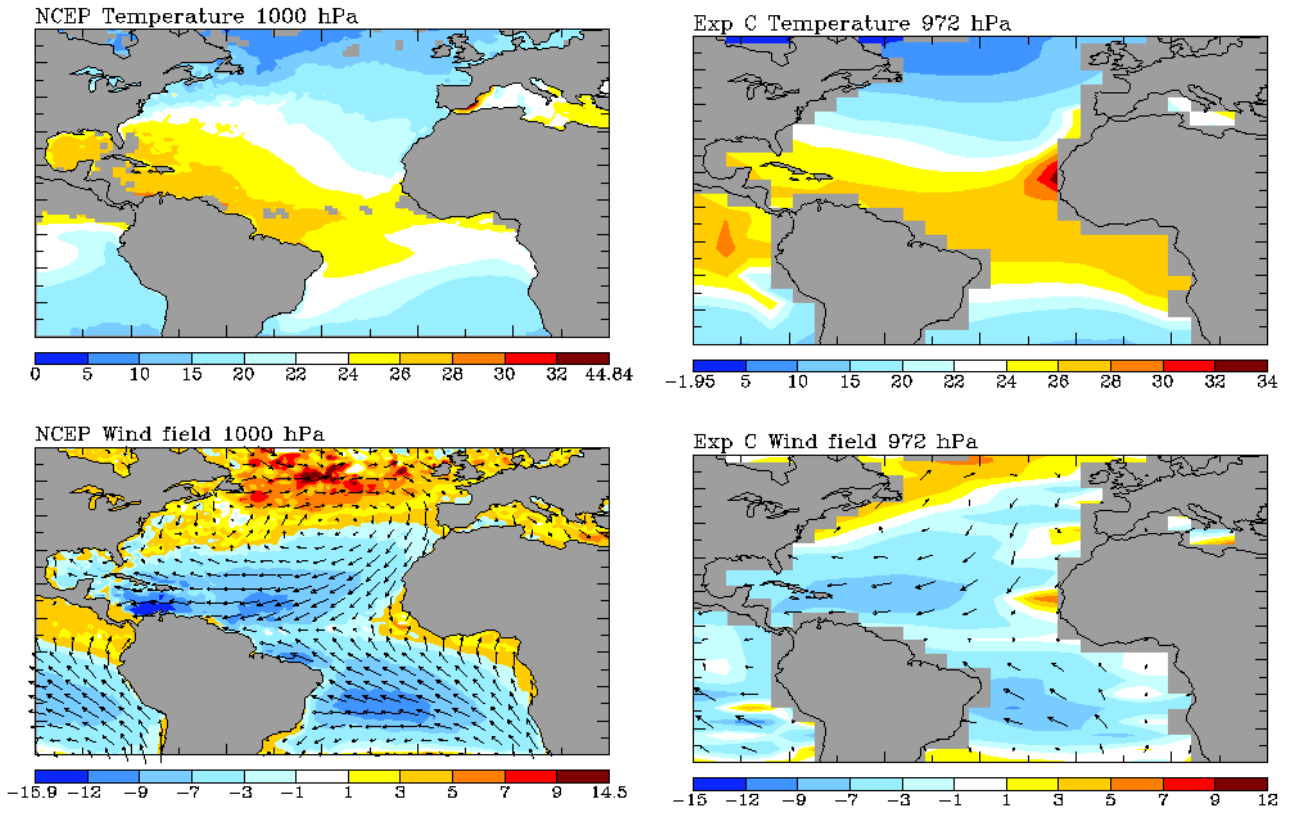 NCEP Temperature 1000 hPa
0 5 10 15 20 22 24 26 28 30 32 44.84
Exp C Temperature 972 hPa
−1.95 5 10 15 20 22 24 26 28 30 32 34
NCEP Wind field 1000 hPa
−15.9 −12 −9 −7 −3 −1 1 3 5 7 9 14.5
Exp C Wind field 972 hPa
−15 −12 −9 −7 −3 −1 1 3 5 7 9 12